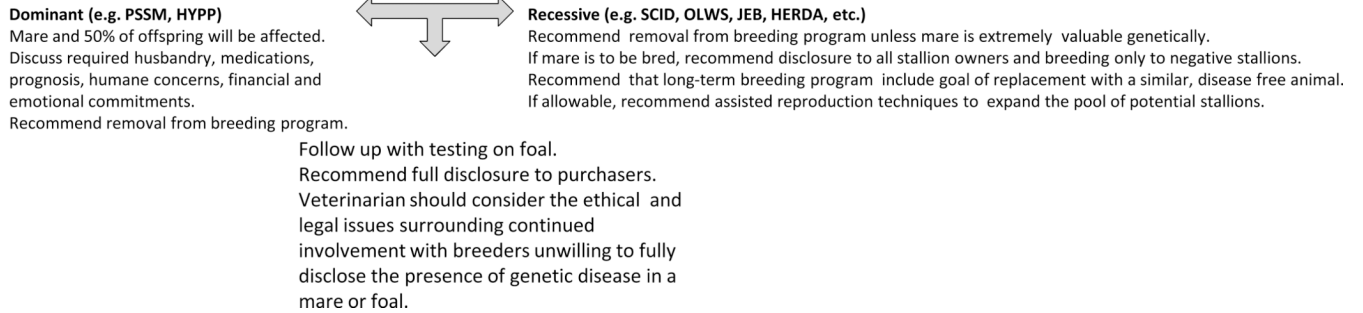 Dominant (e.g. PSSM, HYPP)
Mare and 50% of offspring will be affected.
Discuss required husbandry, medications,
prognosis, humane concerns, financial and
emotional commitments.
Recommend removal from breeding program.
Recessive (e.g. SCID, OLWS, JEB, HERDA, etc.)
Recommend removal from breeding program unless mare is extremely valuable genetically.
If mare is to be bred, recommend disclosure to all stallion owners and breeding only to negative stallions.
Recommend that long-term breeding program include goal of replacement with a similar, disease free animal.
If allowable, recommend assisted reproduction techniques to expand the pool of potential stallions.
Follow up with testing on foal.
Recommend full disclosure to purchasers.
Veterinarian should consider the ethical and
legal issues surrounding continued
involvement with breeders unwilling to fully
disclose the presence of genetic disease in a
mare or foal.